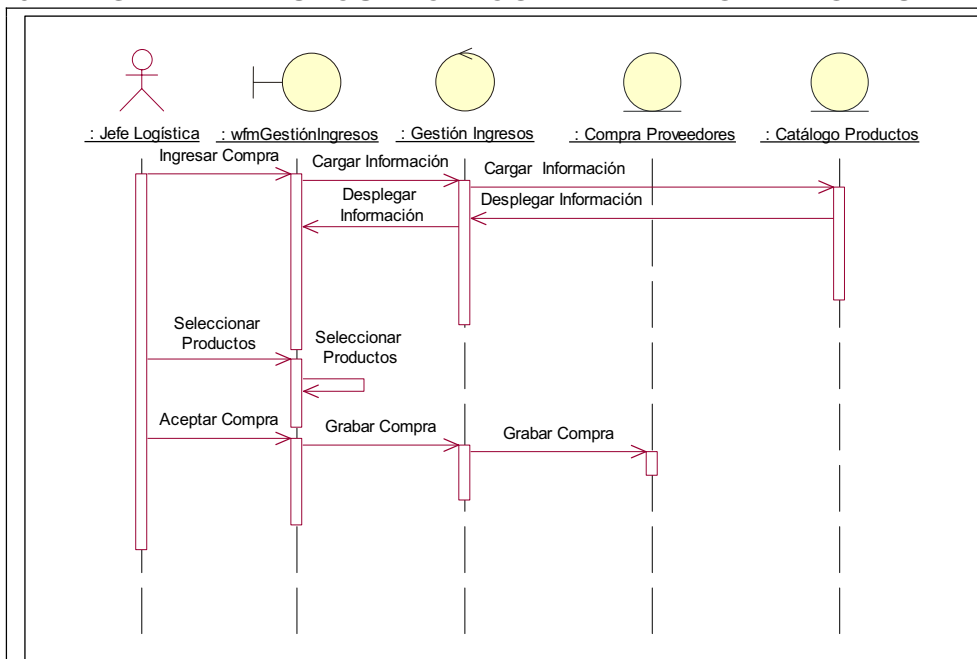 : Jefe Logística
: wfmGestiónIngresos
: Gestión Ingresos
: Compra Proveedores
: Catálogo Productos
Ingresar Compra
Cargar Información
Cargar Información
Desplegar
Información
Desplegar Información
Seleccionar
Productos
Seleccionar
Productos
Aceptar Compra
Grabar Compra
Grabar Compra